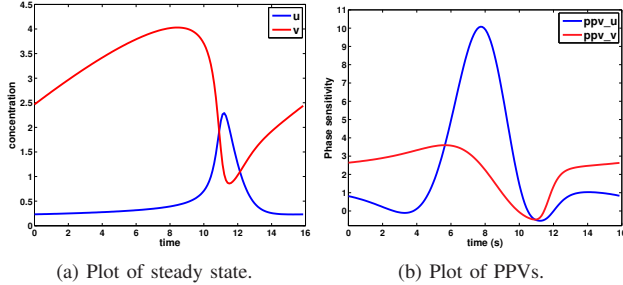 4.5
4
3.5
3
2.5
2
1.5
1
0.5
0
concentration
0 2 4 6 8 10 12 14 16
time
u
v
(a) Plot of steady state.
11
10
9
8
7
6
5
4
3
2
1
0
Phase sensitivity
0 2 4 6 8 10 12 14 16
time (s)
ppv_u
ppv_v
(b) Plot of PPVs.